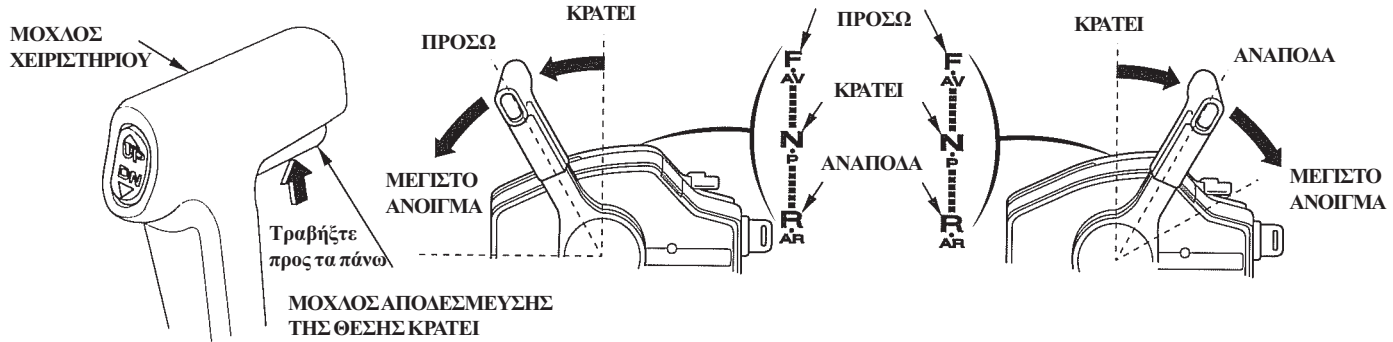 ΜΟΧΛΟΣ
ΧΕΙΡΙΣΤΗΡΙΟΥ
UP
DN
Τραβήξτε
προς τα πάνω
ΜΟΧΛΟΣ ΑΠΟΔΕΣΜΕΥΣΗΣ
ΤΗΣ ΘΕΣΗΣ ΚΡΑΤΕΙ
ΚΡΑΤΕΙ
ΠΡΟΣΩ
ΜΕΓΙΣΤΟ
ΑΝΟΙΓΜΑ
F
AV
N
P
R
AR
ΠΡΟΣΩ
ΚΡΑΤΕΙ
ΑΝΑΠΟΔΑ
F
AV
N
P
R
AR
ΚΡΑΤΕΙ
ΑΝΑΠΟΔΑ
ΜΕΓΙΣΤΟ
ΑΝΟΙΓΜΑ